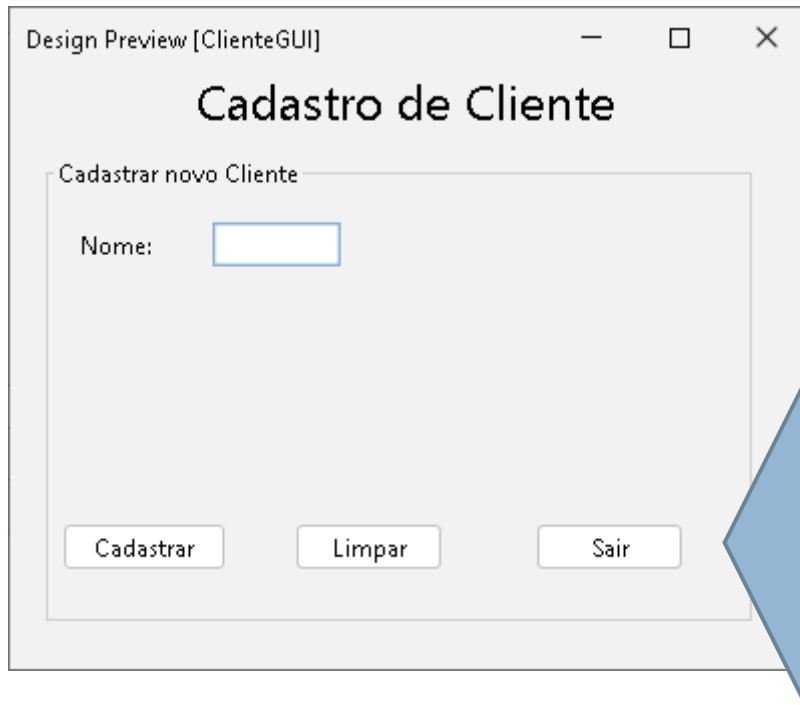 Design Preview [ClienteGUI]
Cadastro de Cliente
Cadastrar novo Cliente
Nome:
Cadastrar Limpar Sair